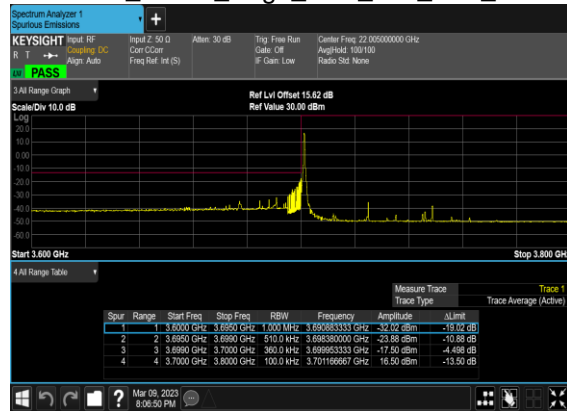 Spectrum Analyzer 1
Spurious Emissions
+
KEYSIGHT Input: RF Input Z: 50 Ω Atten: 30 dB Trig: Free Run Center Freq: 22.005000000 GHz
R T Coupling: DC Corr CCorr Gate: Off Avg|Hold: 100/100
Align: Auto Freq Ref: Int (S) IF Gain: Low Radio Std: None
PASS
3 All Range Graph Ref Lvl Offset 15.62 dB
Scale/Div 10.0 dB Ref Value 30.00 dBm
Log
20.0
10.0
0.00
-10.0
-20.0
-30.0
-40.0
-50.0
-60.0
Start 3.600 GHz Stop 3.800 GH
4 All Range Table
Measure Trace Trace 1
Trace Type Trace Average (Active)
Spur Range Start Freq Stop Freq RBW Frequency Amplitude ΔLimit
1 1 3.6000 GHz 3.6950 GHz 1.000 MHz 3.690883333 GHz -32.02 dBm -19.02 dB
2 2 3.6950 GHz 3.6990 GHz 510.0 kHz 3.698380000 GHz -23.88 dBm -10.88 dB
3 3 3.6990 GHz 3.7000 GHz 360.0 kHz 3.699953333 GHz -17.50 dBm -4.498 dB
4 4 3.7000 GHz 3.8000 GHz 100.0 kHz 3.701166667 GHz 16.50 dBm -13.50 dB
? Mar 09, 2023
8:06:50 PM